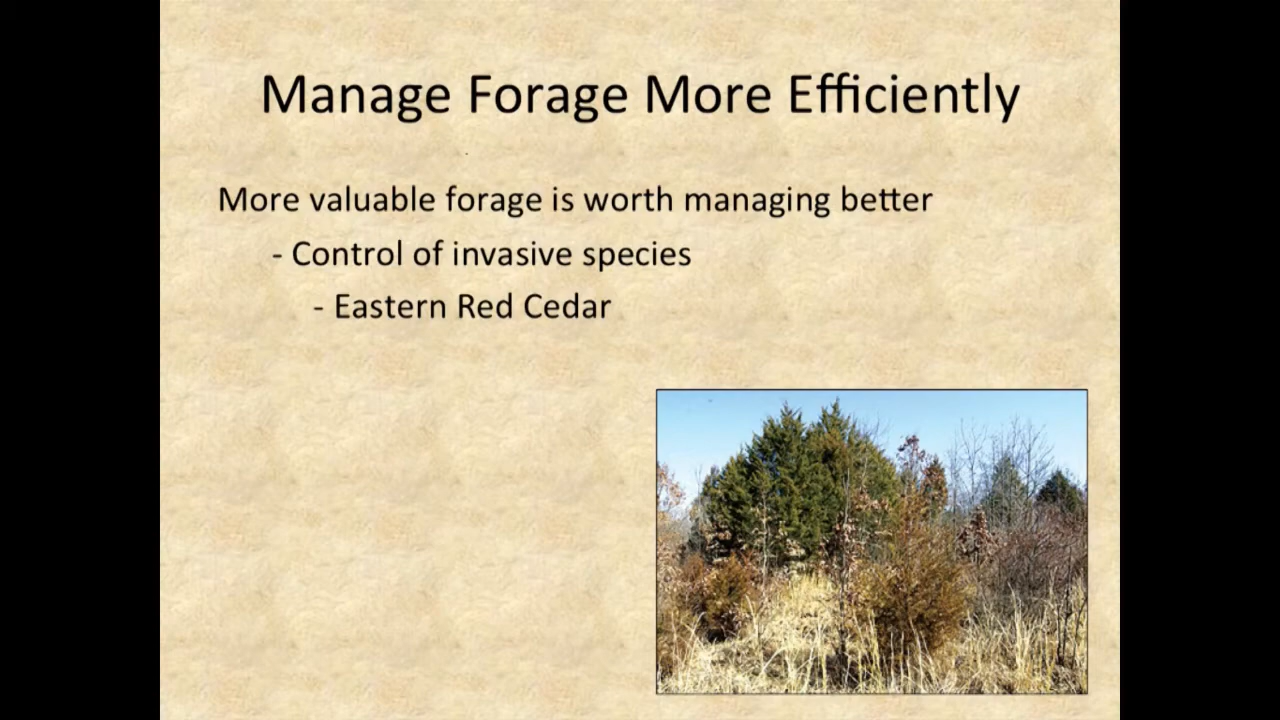 Manage Forage More Efficiently
More valuable forage is worth managing better
- Control of invasive species
- Eastern Red Cedar